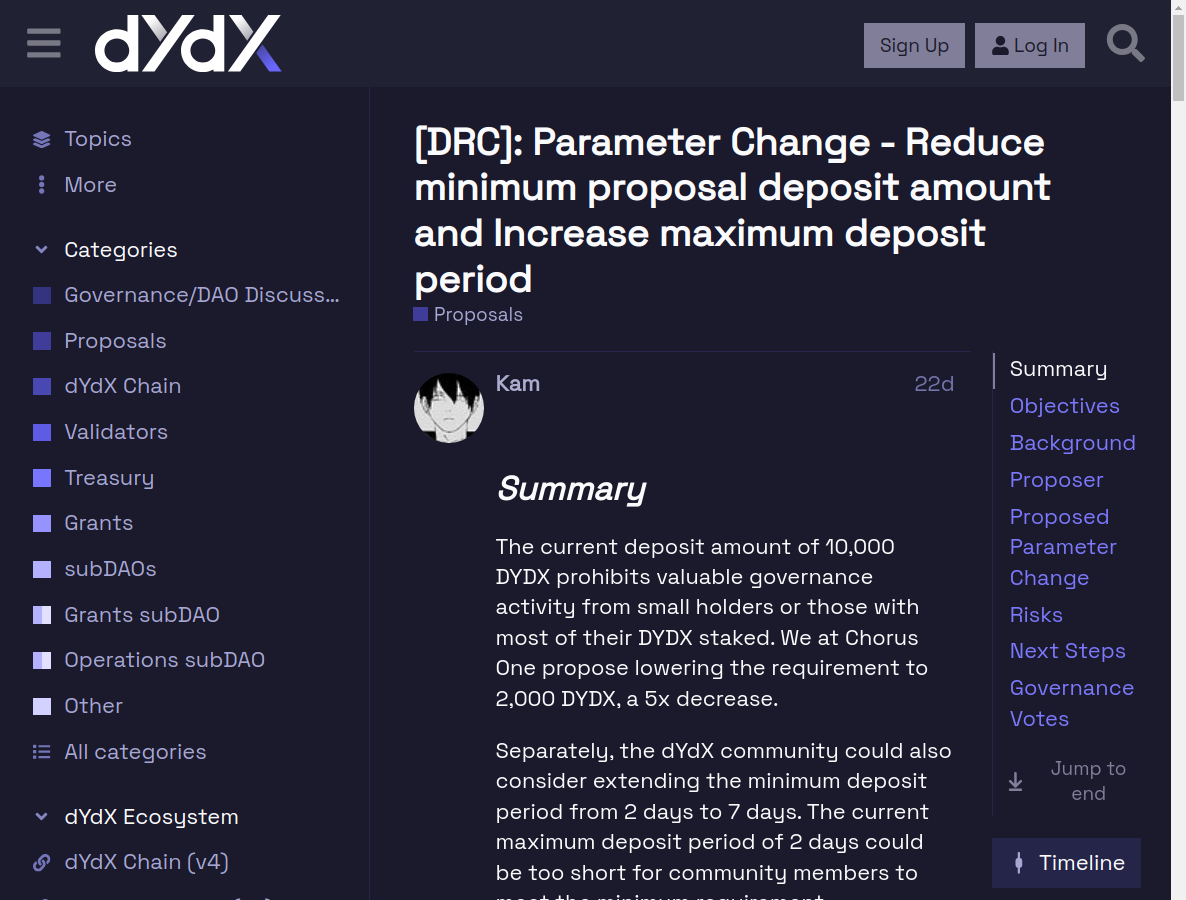 dYdX
Sign Up
Log In
Topics
More
Categories
Governance/DAO Discuss...
Proposals
dYdX Chain
Validators
Treasury
Grants
subDAOs
Grants subDAO
Operations subDAO
Other
All categories
dYdX Ecosystem
dYdX Chain (v4)
[DRC]: Parameter Change - Reduce
minimum proposal deposit amount
and Increase maximum deposit
period
Proposals
Kam
22d
Summary
The current deposit amount of 10,000
DYDX prohibits valuable governance
activity from small holders or those with
most of their DYDX staked. We at Chorus
One propose lowering the requirement to
2,000 DYDX, a 5x decrease.
Separately, the dYdX community could also
consider extending the minimum deposit
period from 2 days to 7 days. The current
maximum deposit period of 2 days could
be too short for community members to
meet the minimum requirement.
Summary
Objectives
Background
Proposer
Proposed
Parameter
Change
Risks
Next Steps
Governance
Votes
Jump to
end
Timeline